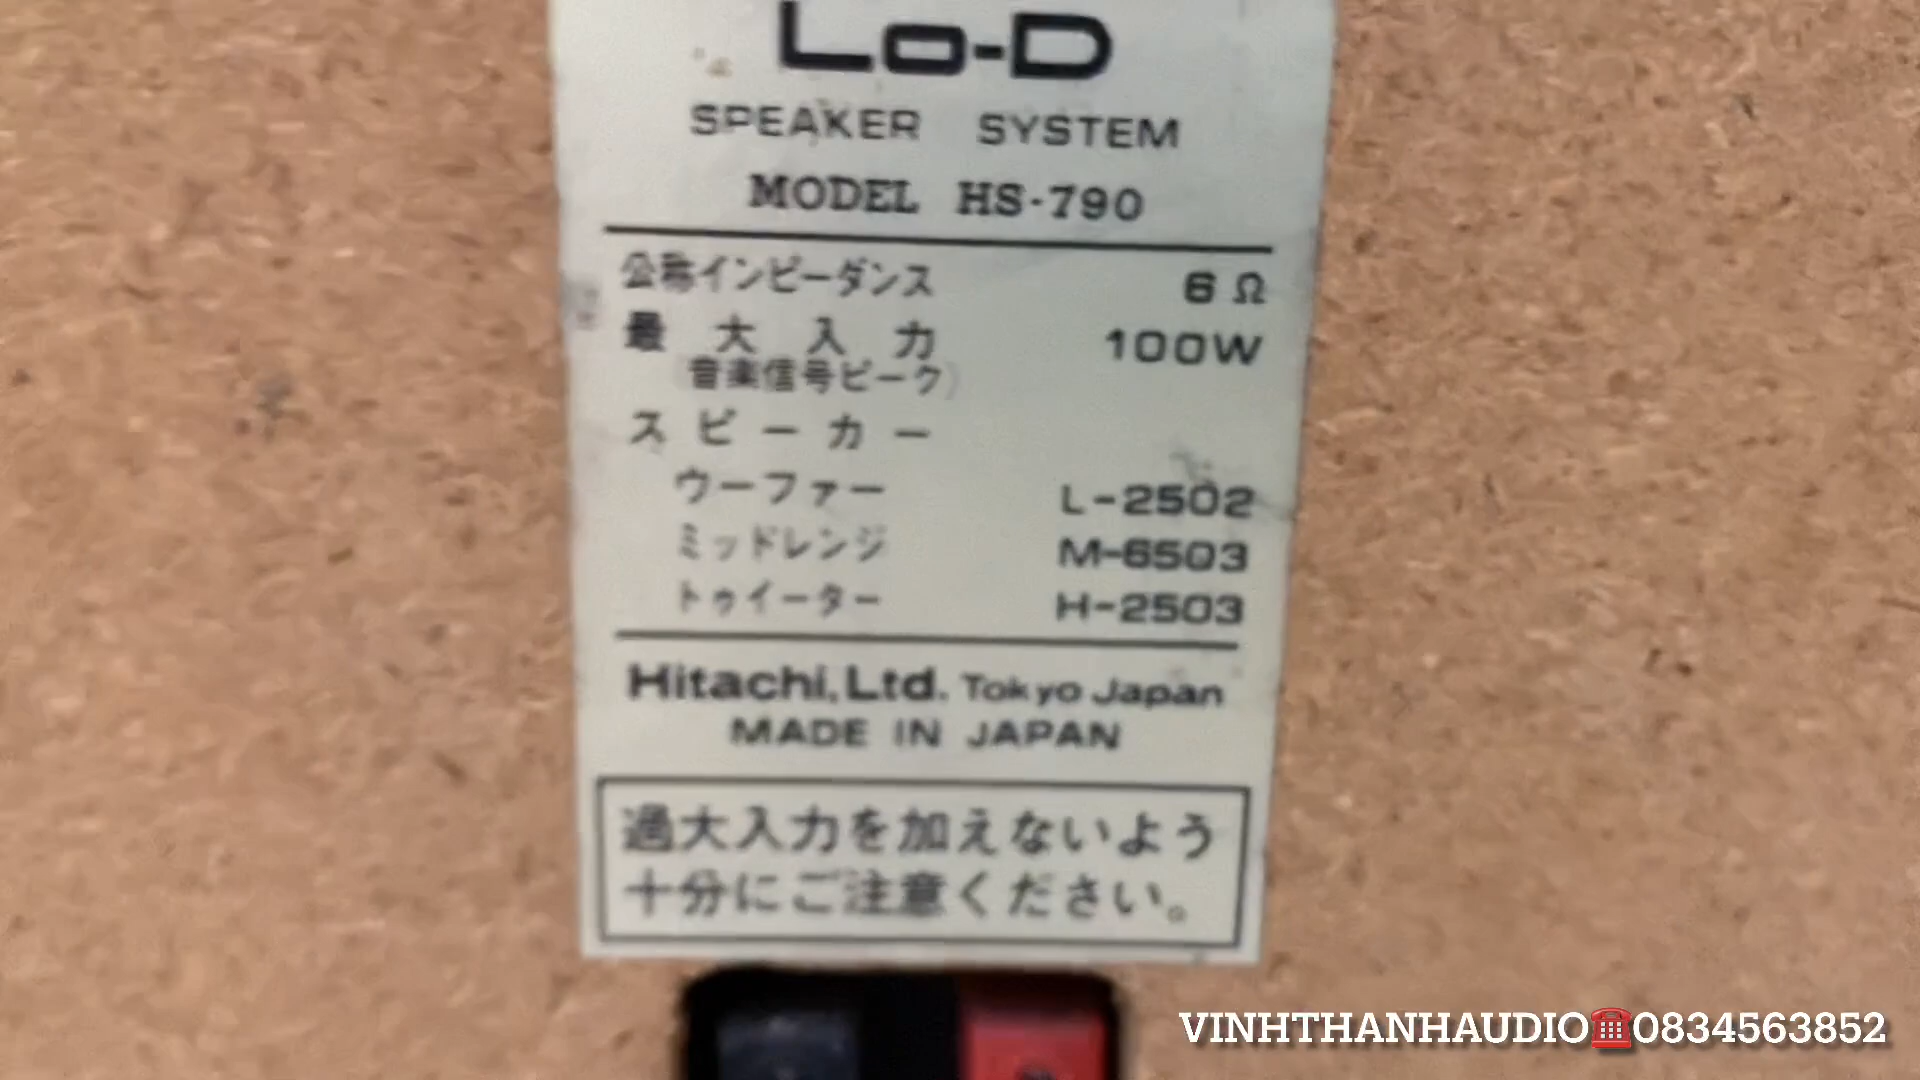 Lo-D
SPEAKER SYSTEM
MODEL HS-790
公称インピーダンス 6 Ω
最大入力 100W
(音楽信号ピーク)
スピーカー
ウーファー L-2502
ミッドレンジ M-6503
トゥイーター H-2503
Hitachi, Ltd. Tokyo Japan
MADE IN JAPAN
過大入力を加えないよう
十分にご注意ください。
VINHTHANHAUDIO☎️0834563852